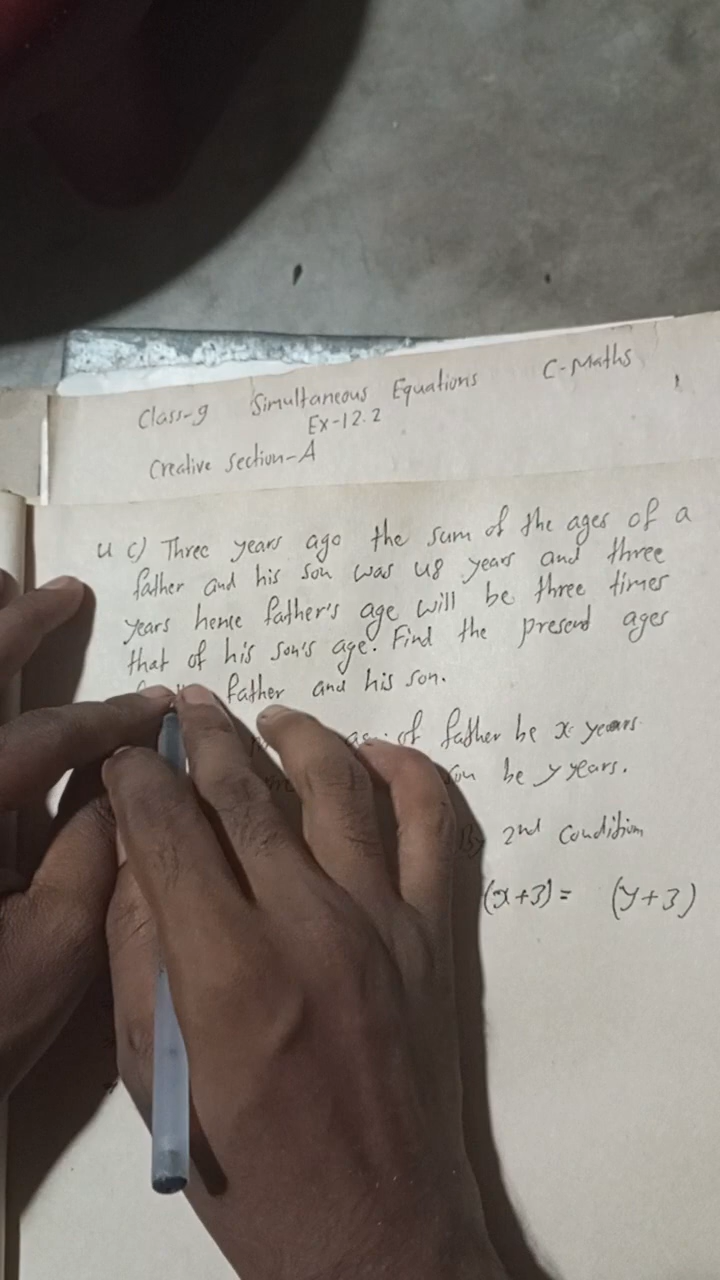 Class-9 Simultaneous Equations C-Maths
Ex-12.2
Creative section-A
4 c) Three years ago the sum of the ages of a
father and his son was 48 years and three
years hence father's age will be three times
that of his son's age. Find the present ages
father and his son.
of father be x years.
son be y years.
By 2nd Condition
(x+3) = (y+3)